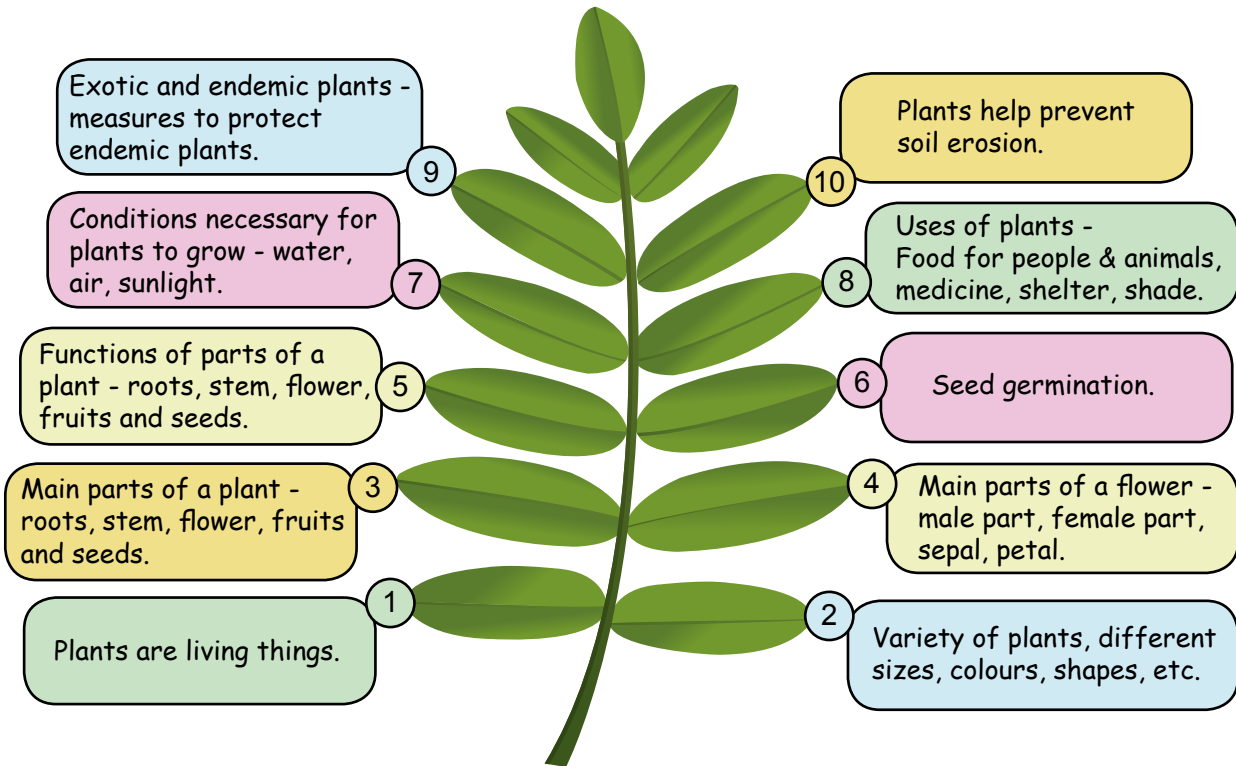 1
Plants are living things.
2
Variety of plants, different
sizes, colours, shapes, etc.
3
Main parts of a plant -
roots, stem, flower, fruits
and seeds.
4
Main parts of a flower -
male part, female part,
sepal, petal.
5
Functions of parts of a
plant - roots, stem, flower,
fruits and seeds.
6
Seed germination.
7
Conditions necessary for
plants to grow - water,
air, sunlight.
8
Uses of plants -
Food for people & animals,
medicine, shelter, shade.
9
Exotic and endemic plants -
measures to protect
endemic plants.
10
Plants help prevent
soil erosion.